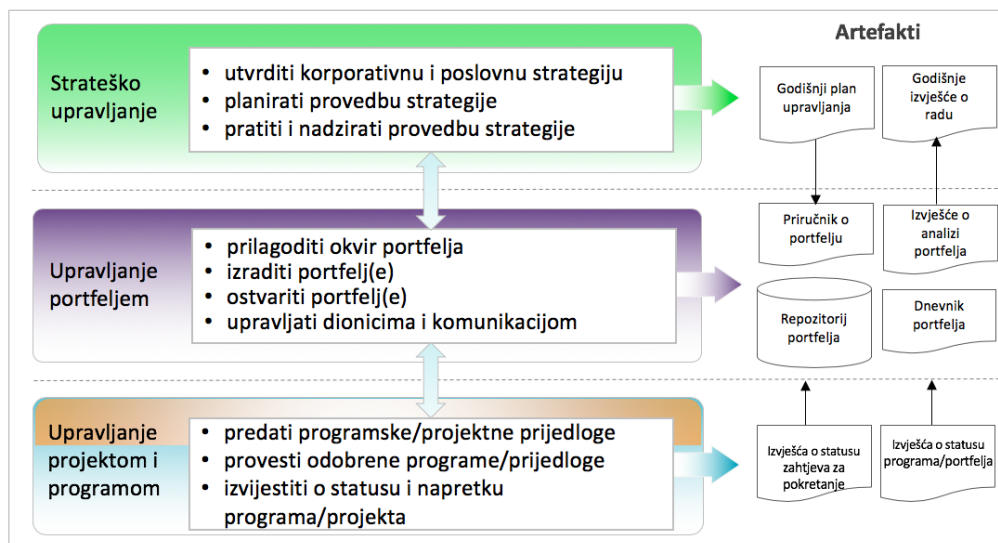 Artefakti
Strateško
upravljanje
• utvrditi korporativnu i poslovnu strategiju
• planirati provedbu strategije
• pratiti i nadzirati provedbu strategije
Godišnji plan
upravljanja
Godišnje
izvješće o
radu
Upravljanje
portfeljem
• prilagoditi okvir portfelja
• izraditi portfelj(e)
• ostvariti portfelj(e)
• upravljati dionicima i komunikacijom
Priručnik o
portfelju
Izvješće o
analizi
portfelja
Repozitorij
portfelja
Dnevnik
portfelja
Upravljanje
projektom i
programom
• predati programske/projektne prijedloge
• provesti odobrene programe/prijedloge
• izvijestiti o statusu i napretku
programa/projekta
Izvješća o statusu
zahtjeva za
pokretanje
Izvješća o statusu
programa/portfelja